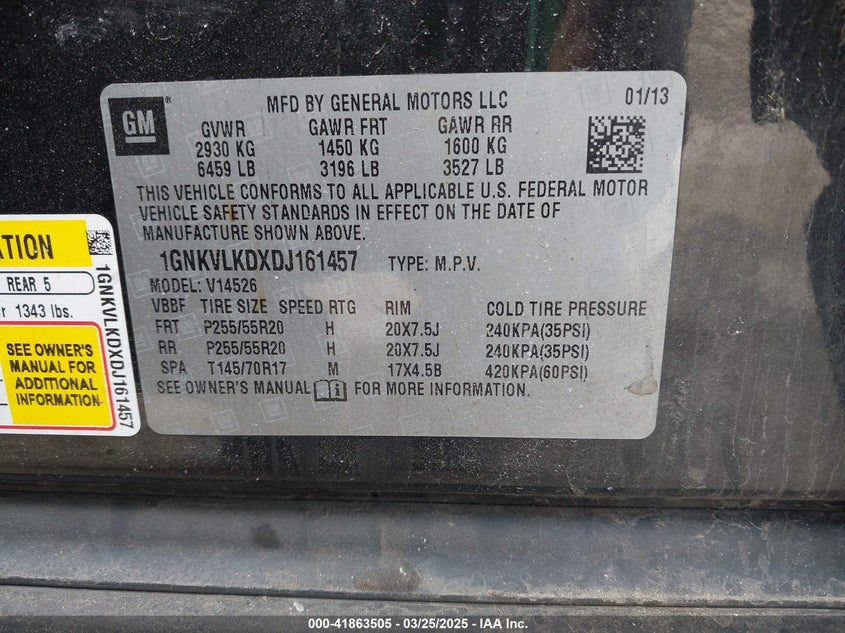 GM
MFD BY GENERAL MOTORS LLC 01/13
GVWR GAWR FRT GAWR RR
2930 KG 1450 KG 1600 KG
6459 LB 3196 LB 3527 LB
THIS VEHICLE CONFORMS TO ALL APPLICABLE U.S. FEDERAL MOTOR
VEHICLE SAFETY STANDARDS IN EFFECT ON THE DATE OF
MANUFACTURE SHOWN ABOVE.
1GNKVLKDXDJ161457 TYPE: M.P.V.
MODEL: V14526
VBBF TIRE SIZE SPEED RTG RIM COLD TIRE PRESSURE
FRT P255/55R20 H 20X7.5J 240KPA(35PSI)
RR P255/55R20 H 20X7.5J 240KPA(35PSI)
SPA T145/70R17 M 17X4.5B 420KPA(60PSI)
SEE OWNER'S MANUAL FOR MORE INFORMATION.
REAR 5
1343 lbs.
SEE OWNER'S
MANUAL FOR
ADDITIONAL
INFORMATION
1GNKVLKDXDJ161457
000-41863505 - 03/25/2025 - IAA Inc.